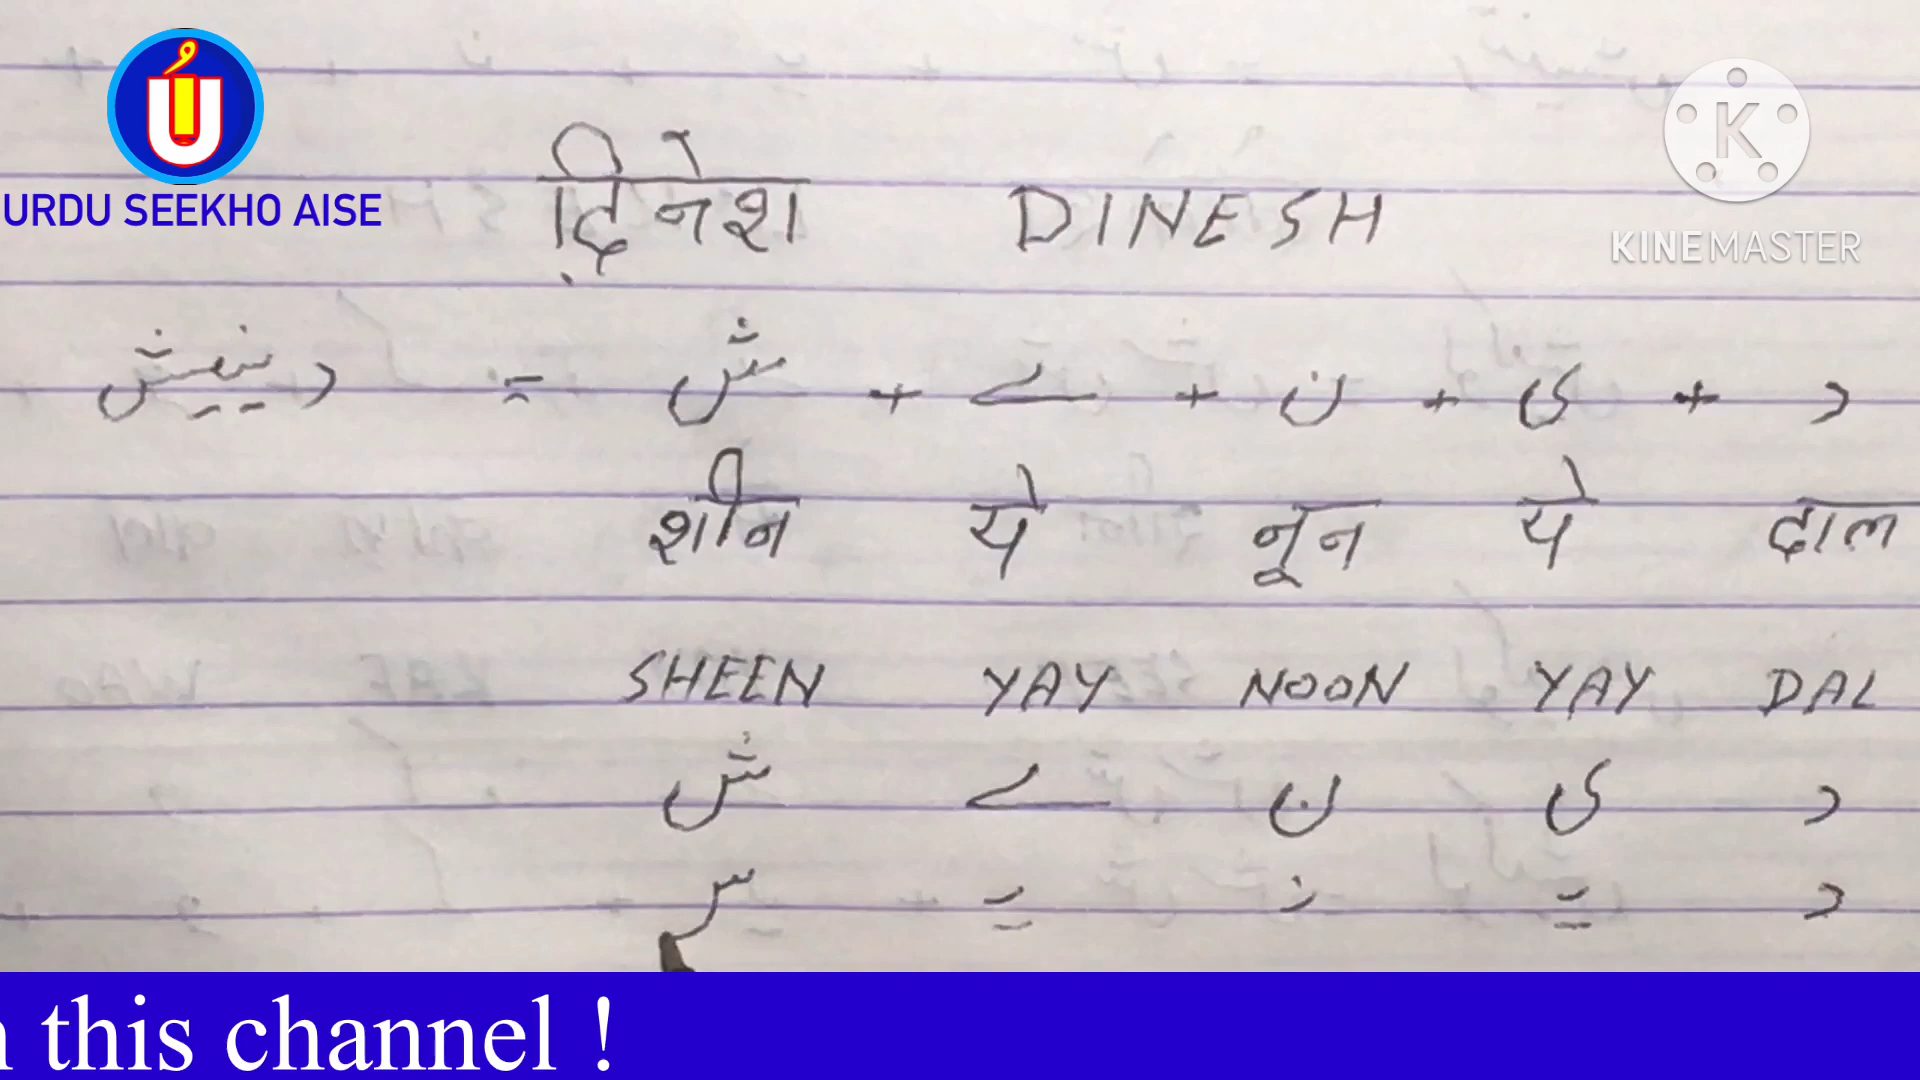 URDU SEEKHO AISE
K
KINEMASTER
दिनेश DINESH
د + ی + ن + ے + ش = دینیش
शीन ये नून ये दाल
SHEEN YAY NOON YAY DAL
د ی ن ے ش
this channel !